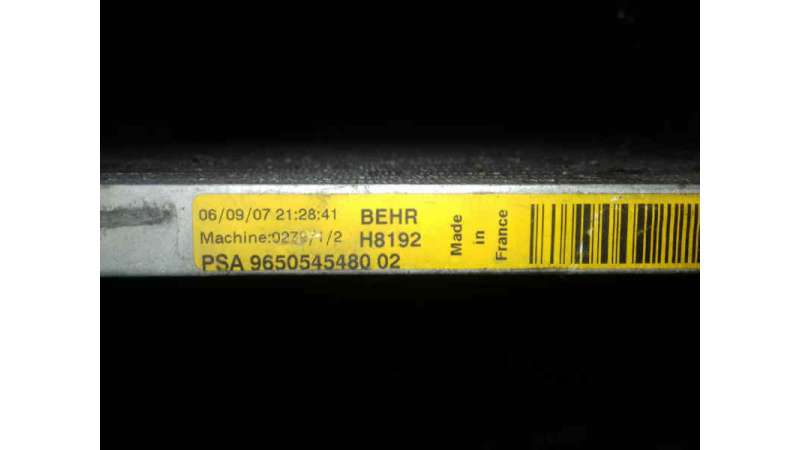 06/09/07 21:28:41 BEHR
Machine:0279/1/2 H8192
PSA 9650545480 02
Made
in
France